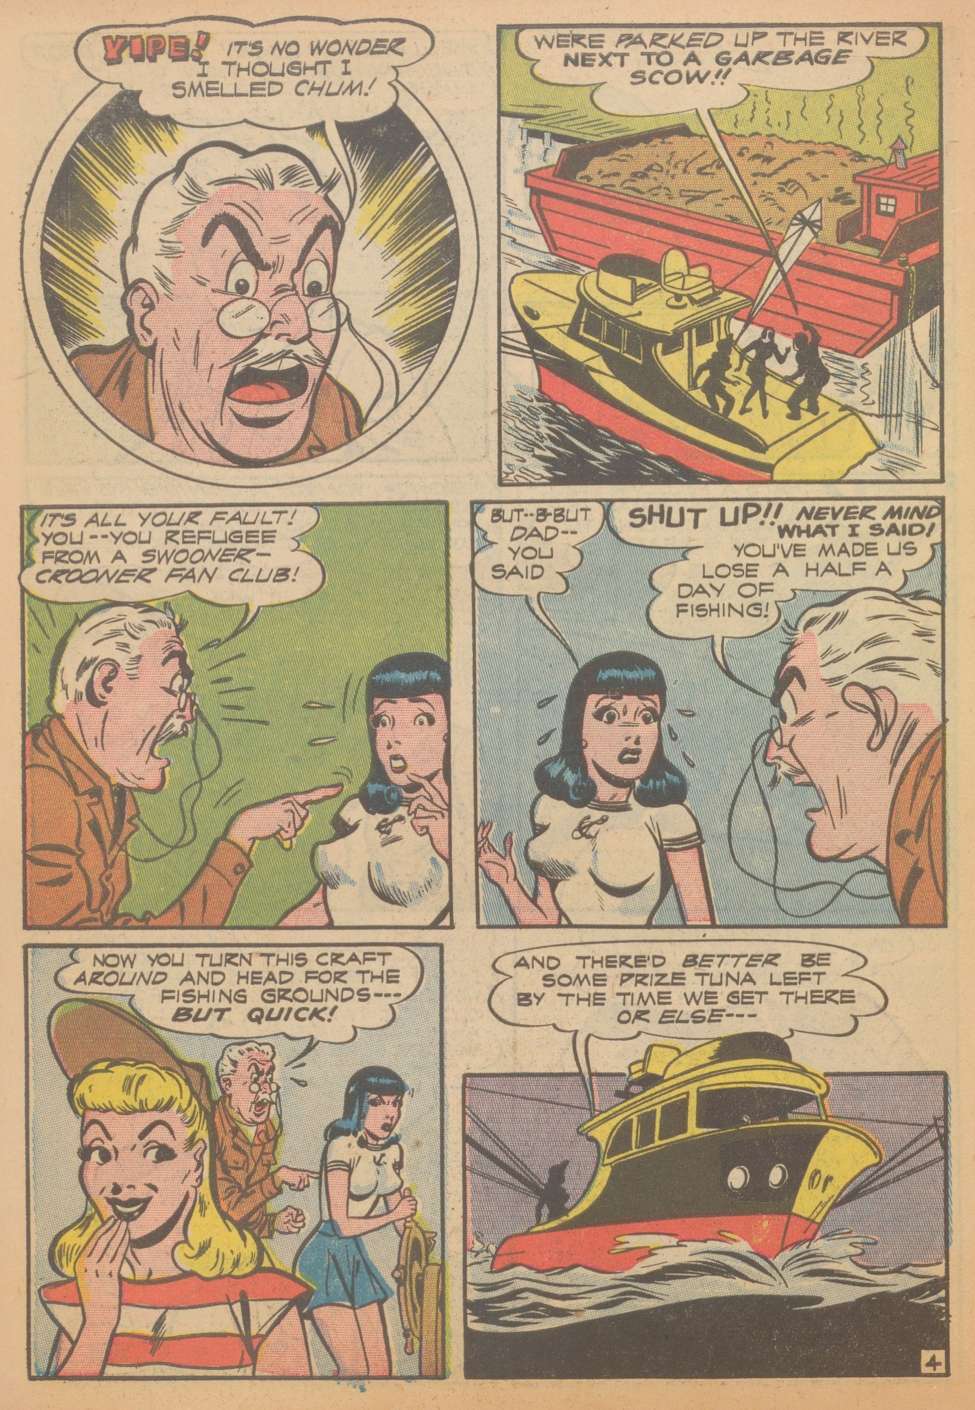 YIPE! IT'S NO WONDER
I THOUGHT I
SMELLED CHUM!
WE'RE PARKED UP THE RIVER
NEXT TO A GARBAGE
SCOW!!
IT'S ALL YOUR FAULT!
YOU--YOU REFUGEE
FROM A SWOONER-
CROONER FAN CLUB!
BUT--B-BUT
DAD--
YOU
SAID
SHUT UP!! NEVER MIND
WHAT I SAID!
YOU'VE MADE US
LOSE A HALF A
DAY OF
FISHING!
NOW YOU TURN THIS CRAFT
AROUND AND HEAD FOR THE
FISHING GROUNDS---
BUT QUICK!
AND THERE'D BETTER BE
SOME PRIZE TUNA LEFT
BY THE TIME WE GET THERE
OR ELSE---
4